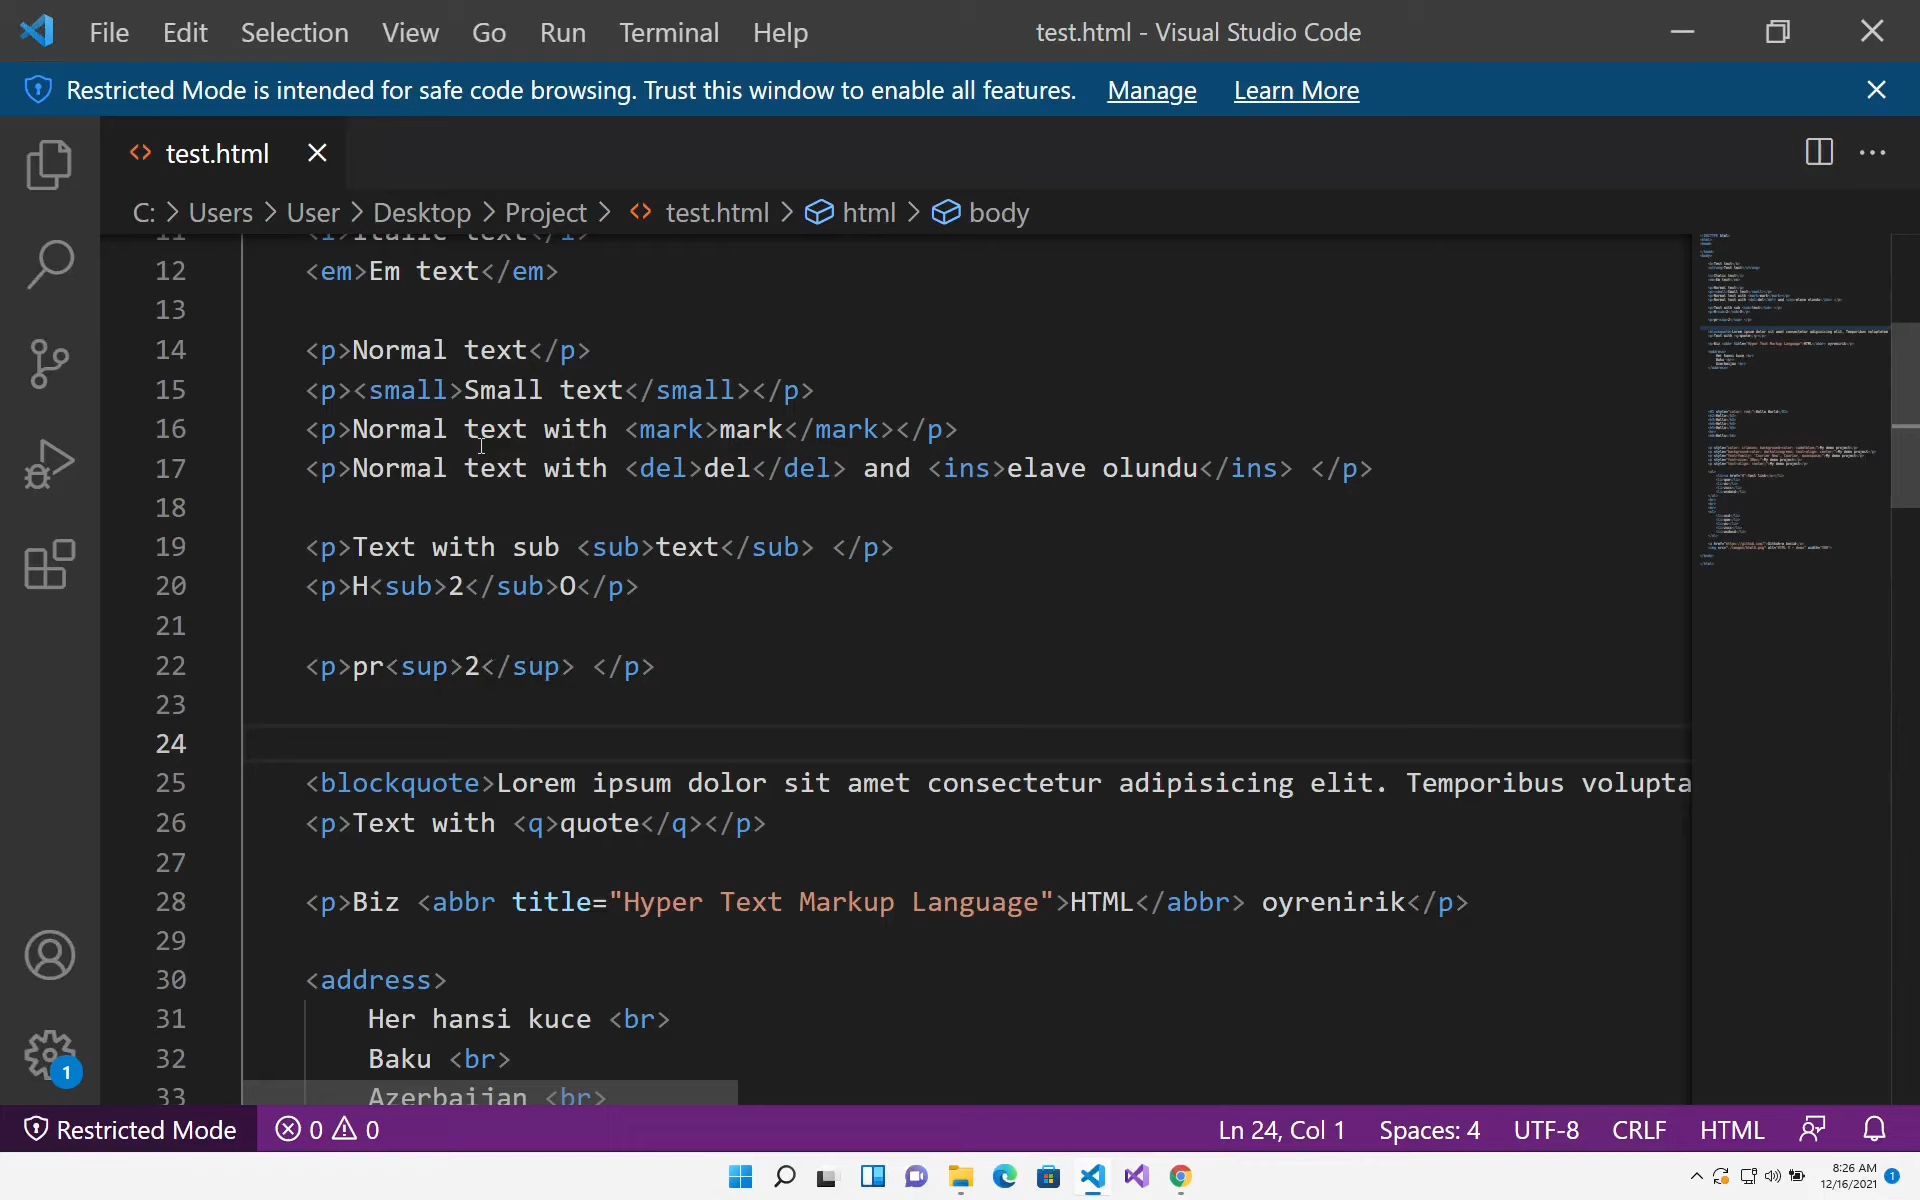 File Edit Selection View Go Run Terminal Help test.html - Visual Studio Code
Restricted Mode is intended for safe code browsing. Trust this window to enable all features. Manage Learn More
test.html
C: > Users > User > Desktop > Project > test.html > html > body
11 <i>Italic text</i>
12 <em>Em text</em>
13
14 <p>Normal text</p>
15 <p><small>Small text</small></p>
16 <p>Normal text with <mark>mark</mark></p>
17 <p>Normal text with <del>del</del> and <ins>elave olundu</ins> </p>
18
19 <p>Text with sub <sub>text</sub> </p>
20 <p>H<sub>2</sub>O</p>
21
22 <p>pr<sup>2</sup> </p>
23
24
25 <blockquote>Lorem ipsum dolor sit amet consectetur adipisicing elit. Temporibus volupta
26 <p>Text with <q>quote</q></p>
27
28 <p>Biz <abbr title="Hyper Text Markup Language">HTML</abbr> oyrenirik</p>
29
30 <address>
31 Her hansi kuce <br>
32 Baku <br>
33 Azerbaijan <br>
1
Restricted Mode 0 0 Ln 24, Col 1 Spaces: 4 UTF-8 CRLF HTML
8:26 AM
12/16/2021 1